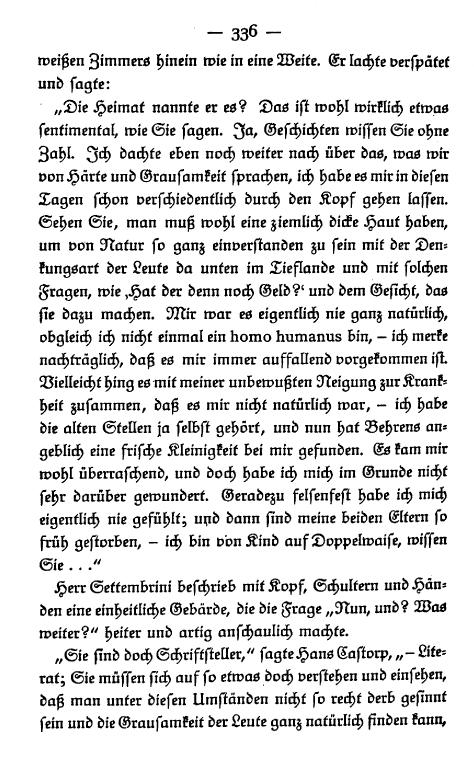 — 336 —
weißen Zimmers hinein wie in eine Weite. Er lachte verspätet
und sagte:
„Die Heimat nannte er es? Das ist wohl wirklich etwas
sentimental, wie Sie sagen. Ja, Geschichten wissen Sie ohne
Zahl. Ich dachte eben noch weiter nach über das, was wir
von Härte und Grausamkeit sprachen, ich habe es mir in diesen
Tagen schon verschiedentlich durch den Kopf gehen lassen.
Sehen Sie, man muß wohl eine ziemlich dicke Haut haben,
um von Natur so ganz einverstanden zu sein mit der Den-
kungsart der Leute da unten im Tieflande und mit solchen
Fragen, wie ‚Hat der denn noch Geld?‘ und dem Gesicht, das
sie dazu machen. Mir war es eigentlich nie ganz natürlich,
obgleich ich nicht einmal ein homo humanus bin, – ich merke
nachträglich, daß es mir immer auffallend vorgekommen ist.
Vielleicht hing es mit meiner unbewußten Neigung zur Krank-
heit zusammen, daß es mir nicht natürlich war, – ich habe
die alten Stellen ja selbst gehört, und nun hat Behrens an-
geblich eine frische Kleinigkeit bei mir gefunden. Es kam mir
wohl überraschend, und doch habe ich mich im Grunde nicht
sehr darüber gewundert. Geradezu felsenfest habe ich mich
eigentlich nie gefühlt; und dann sind meine beiden Eltern so
früh gestorben, – ich bin von Kind auf Doppelwaise, wissen
Sie . . .“
Herr Settembrini beschrieb mit Kopf, Schultern und Hän-
den eine einheitliche Gebärde, die die Frage „Nun, und? Was
weiter?“ heiter und artig anschaulich machte.
„Sie sind doch Schriftsteller,“ sagte Hans Castorp, „– Lite-
rat; Sie müssen sich auf so etwas doch verstehen und einsehen,
daß man unter diesen Umständen nicht so recht derb gesinnt
sein und die Grausamkeit der Leute ganz natürlich finden kann,